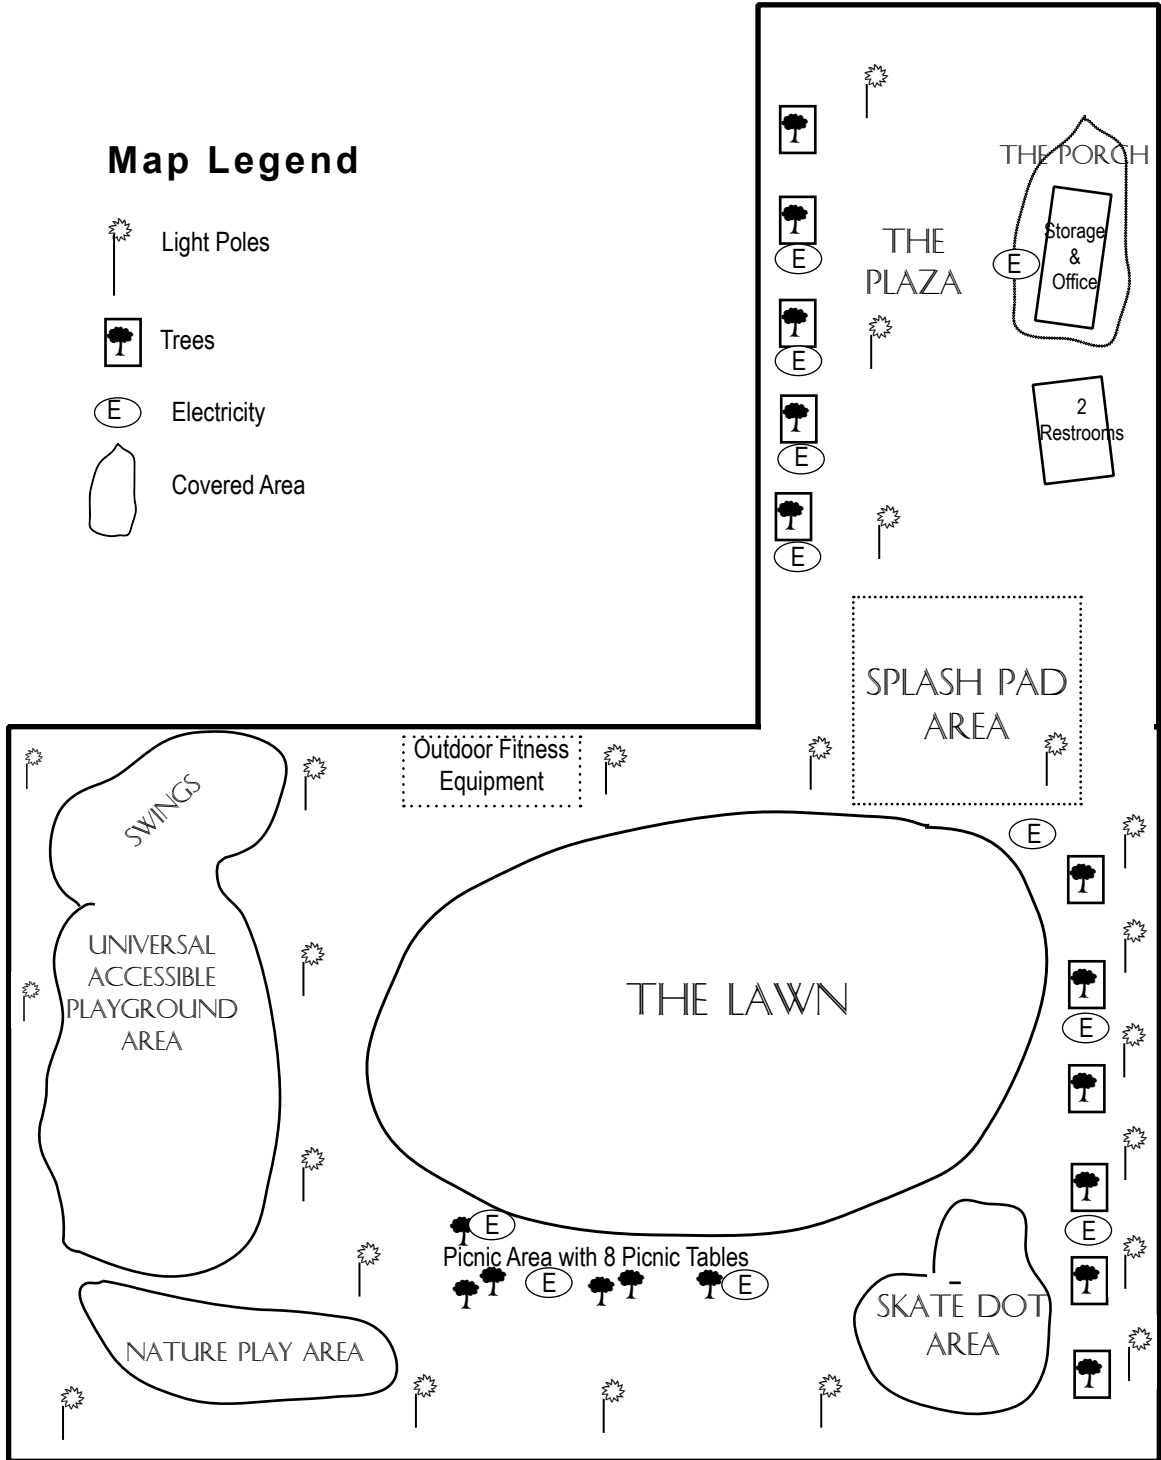 Map Legend
Light Poles
Trees
E
Electricity
Covered Area
THE PORCH
THE
PLAZA
Storage
&
Office
E
E
E
E
E
2
Restrooms
SPLASH PAD
AREA
Outdoor Fitness
Equipment
SWINGS
E
UNIVERSAL
ACCESSIBLE
PLAYGROUND
AREA
THE LAWN
E
E
E
Picnic Area with 8 Picnic Tables
E
E
SKATE DOT
AREA
NATURE PLAY AREA